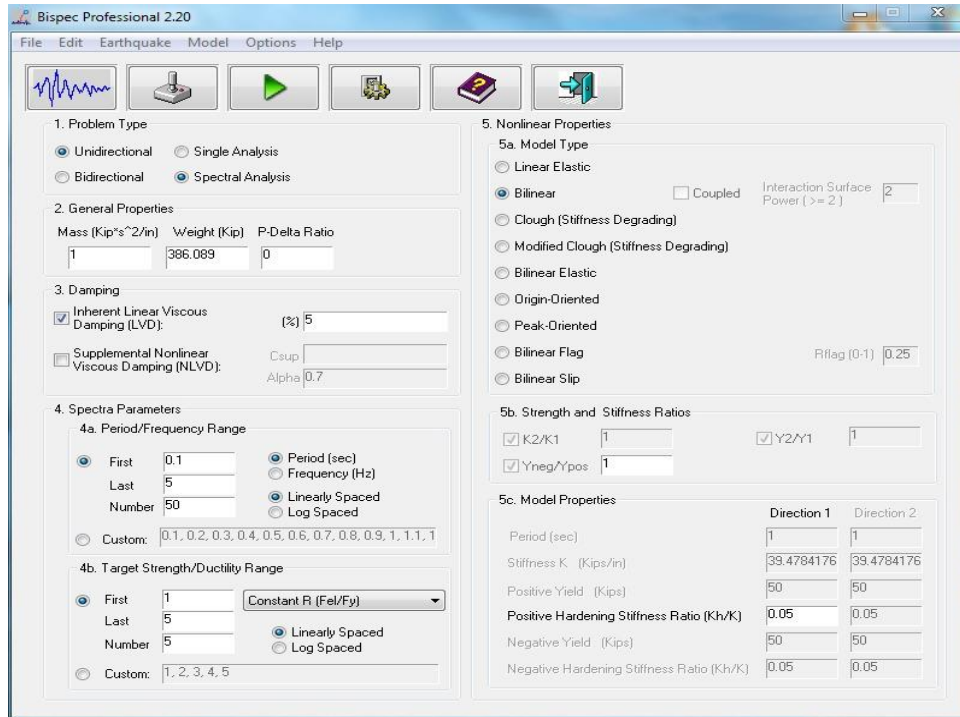 Bispec Professional 2.20
File Edit Earthquake Model Options Help
1. Problem Type
Unidirectional Single Analysis
Bidirectional Spectral Analysis
2. General Properties
Mass (Kip*s^2/in) Weight (Kip) P-Delta Ratio
1 386.089 0
3. Damping
Inherent Linear Viscous
Damping (LVD): (%) 5
Supplemental Nonlinear
Viscous Damping (NLVD): Csup
Alpha 0.7
4. Spectra Parameters
4a. Period/Frequency Range
First 0.1 Period (sec)
Frequency (Hz)
Last 5
Linearly Spaced
Number 50 Log Spaced
Custom: 0.1, 0.2, 0.3, 0.4, 0.5, 0.6, 0.7, 0.8, 0.9, 1, 1.1, 1
4b. Target Strength/Ductility Range
First 1 Constant R (Fel/Fy)
Last 5
Linearly Spaced
Number 5 Log Spaced
Custom: 1, 2, 3, 4, 5
5. Nonlinear Properties
5a. Model Type
Linear Elastic
Bilinear Coupled Interaction Surface
Power ( >= 2 ) 2
Clough (Stiffness Degrading)
Modified Clough (Stiffness Degrading)
Bilinear Elastic
Origin-Oriented
Peak-Oriented
Bilinear Flag Rflag (0-1) 0.25
Bilinear Slip
5b. Strength and Stiffness Ratios
K2/K1 1 Y2/Y1 1
Yneg/Ypos 1
5c. Model Properties
Direction 1 Direction 2
Period (sec) 1 1
Stiffness K (Kips/in) 39.4784176 39.4784176
Positive Yield (Kips) 50 50
Positive Hardening Stiffness Ratio (Kh/K) 0.05 0.05
Negative Yield (Kips) 50 50
Negative Hardening Stiffness Ratio (Kh/K) 0.05 0.05